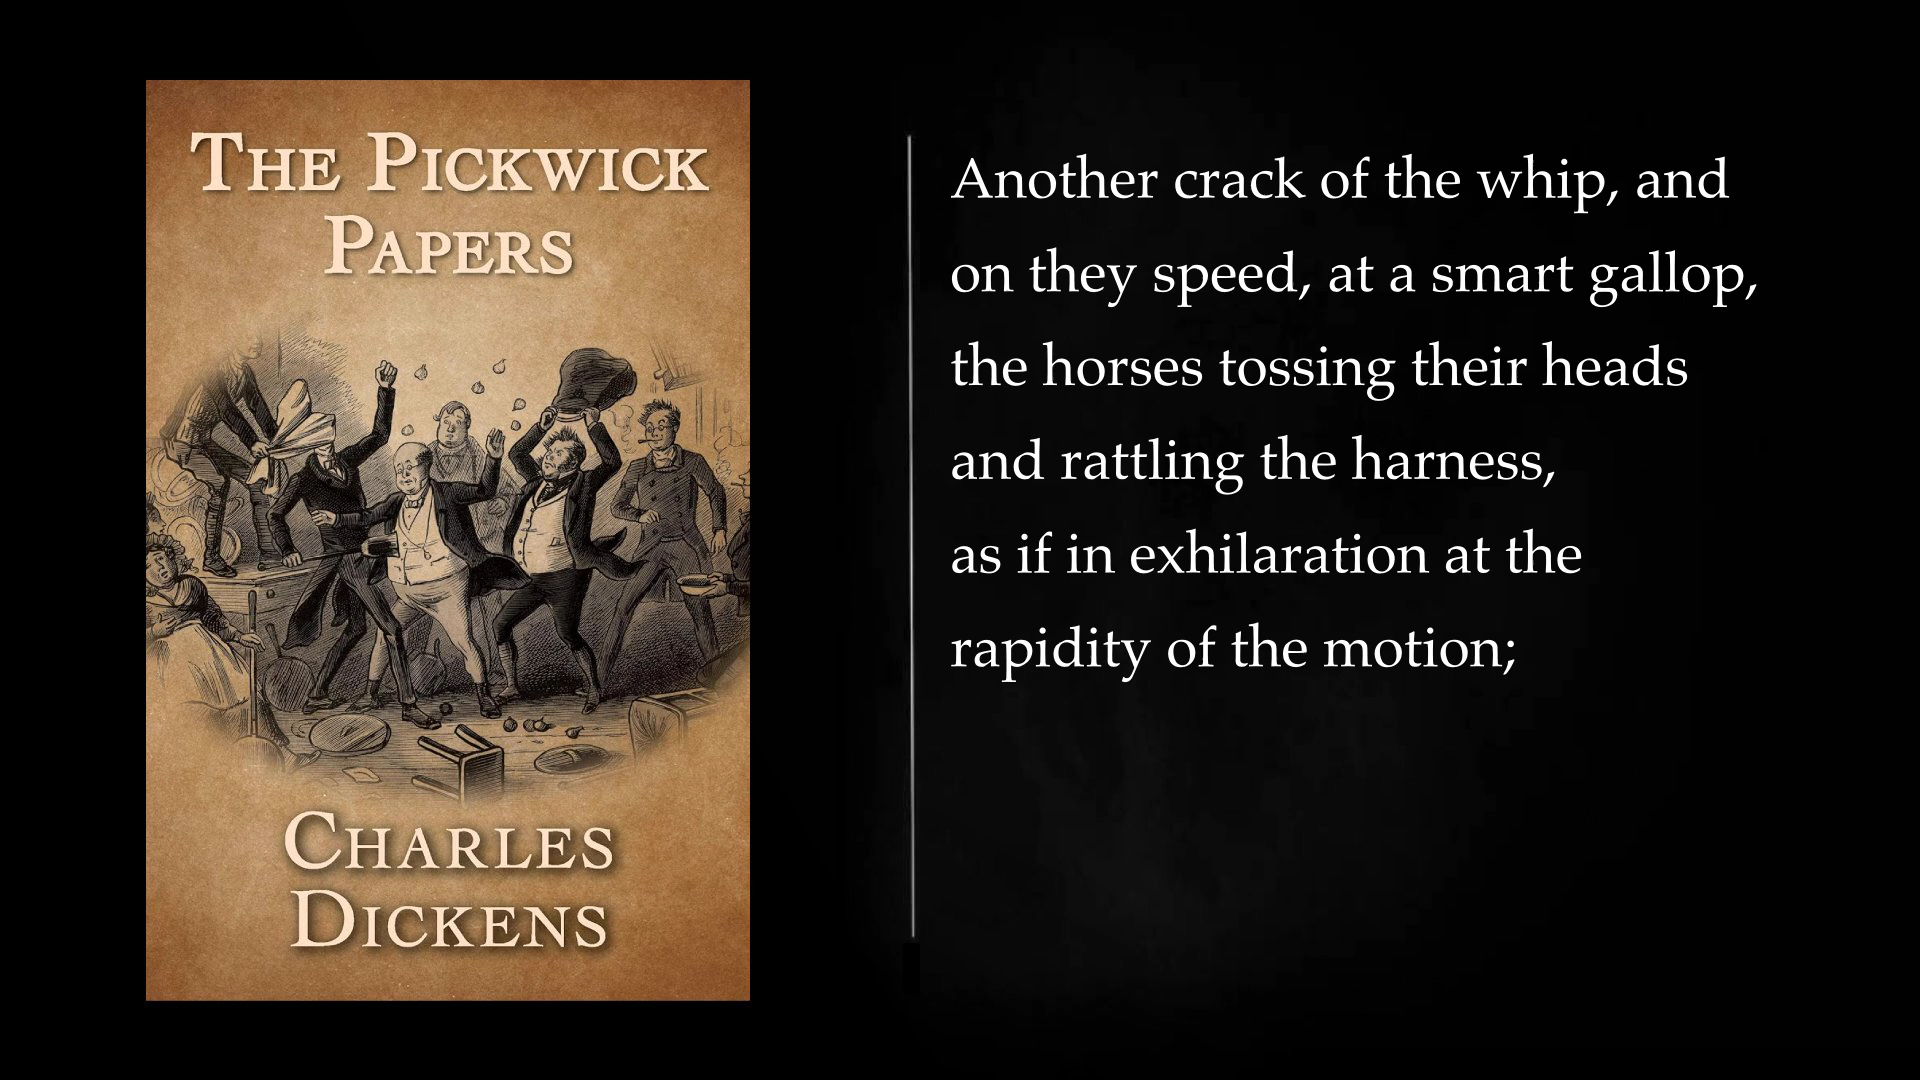 THE PICKWICK
PAPERS
CHARLES
DICKENS
Another crack of the whip, and
on they speed, at a smart gallop,
the horses tossing their heads
and rattling the harness,
as if in exhilaration at the
rapidity of the motion;